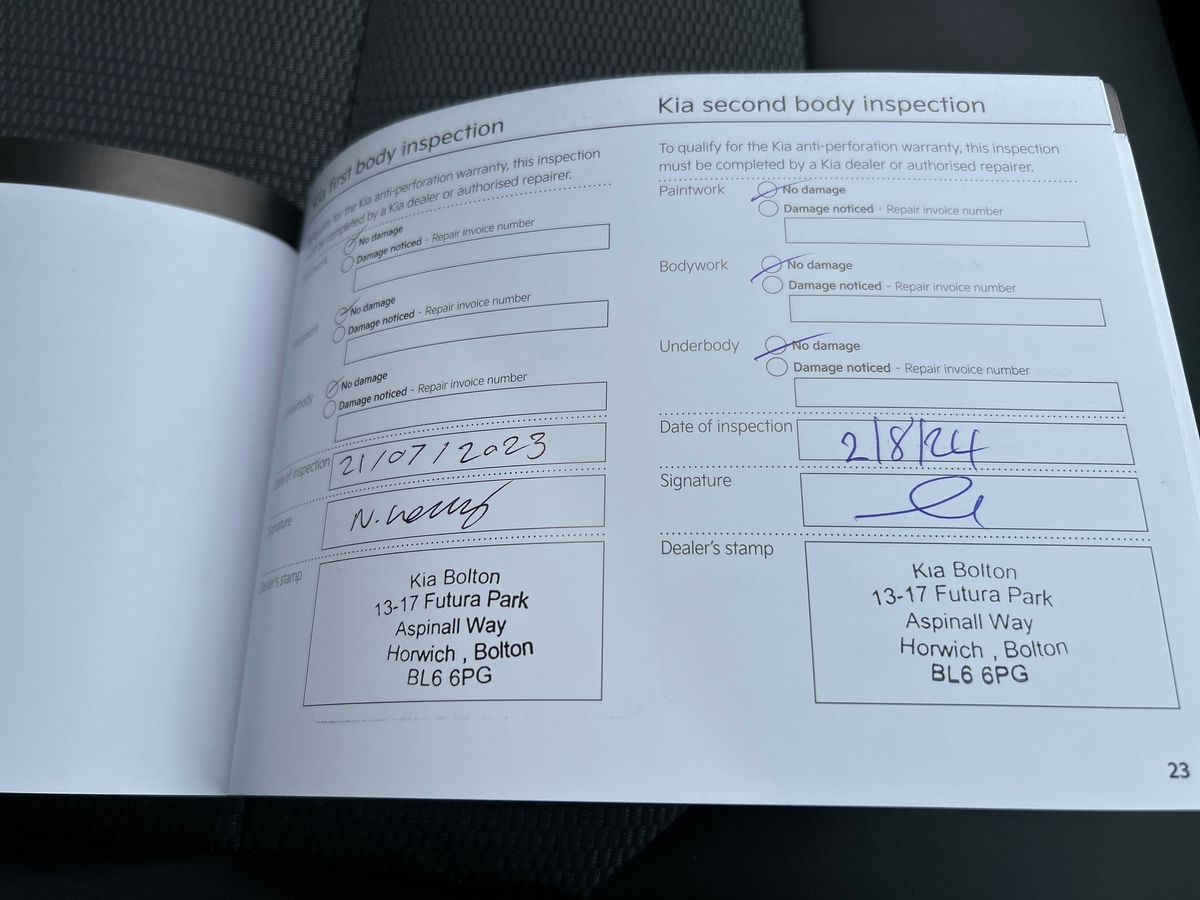 Kia first body inspection
To qualify for the Kia anti-perforation warranty, this inspection
must be completed by a Kia dealer or authorised repairer.
Paintwork
No damage
Damage noticed - Repair invoice number
Bodywork
No damage
Damage noticed - Repair invoice number
Underbody
No damage
Damage noticed - Repair invoice number
Date of inspection
21/07/2023
Signature
Dealer's stamp
Kia Bolton
13-17 Futura Park
Aspinall Way
Horwich , Bolton
BL6 6PG
Kia second body inspection
To qualify for the Kia anti-perforation warranty, this inspection
must be completed by a Kia dealer or authorised repairer.
Paintwork
No damage
Damage noticed - Repair invoice number
Bodywork
No damage
Damage noticed - Repair invoice number
Underbody
No damage
Damage noticed - Repair invoice number
Date of inspection
2/8/24
Signature
Dealer's stamp
Kia Bolton
13-17 Futura Park
Aspinall Way
Horwich , Bolton
BL6 6PG
23